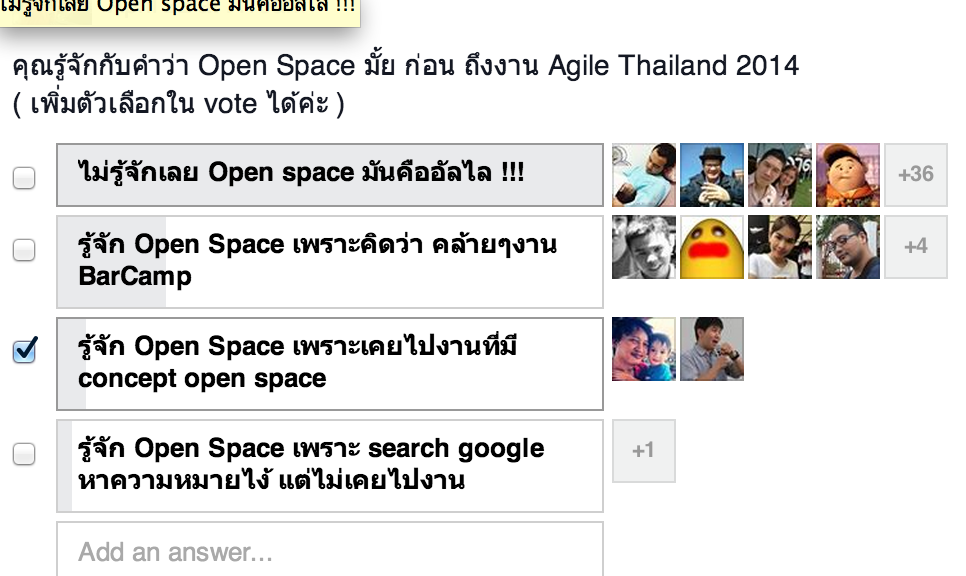 ไม่รู้จักเลย Open space มันคืออัลไล !!!
คุณรู้จักกับคำว่า Open Space มั้ย ก่อน ถึงงาน Agile Thailand 2014
( เพิ่มตัวเลือกใน vote ได้ค่ะ )
ไม่รู้จักเลย Open space มันคืออัลไล !!!
+36
รู้จัก Open Space เพราะคิดว่า คล้ายๆงาน
BarCamp
+4
รู้จัก Open Space เพราะเคยไปงานที่มี
concept open space
รู้จัก Open Space เพราะ search google
หาความหมายไง้ แต่ไม่เคยไปงาน
+1
Add an answer...